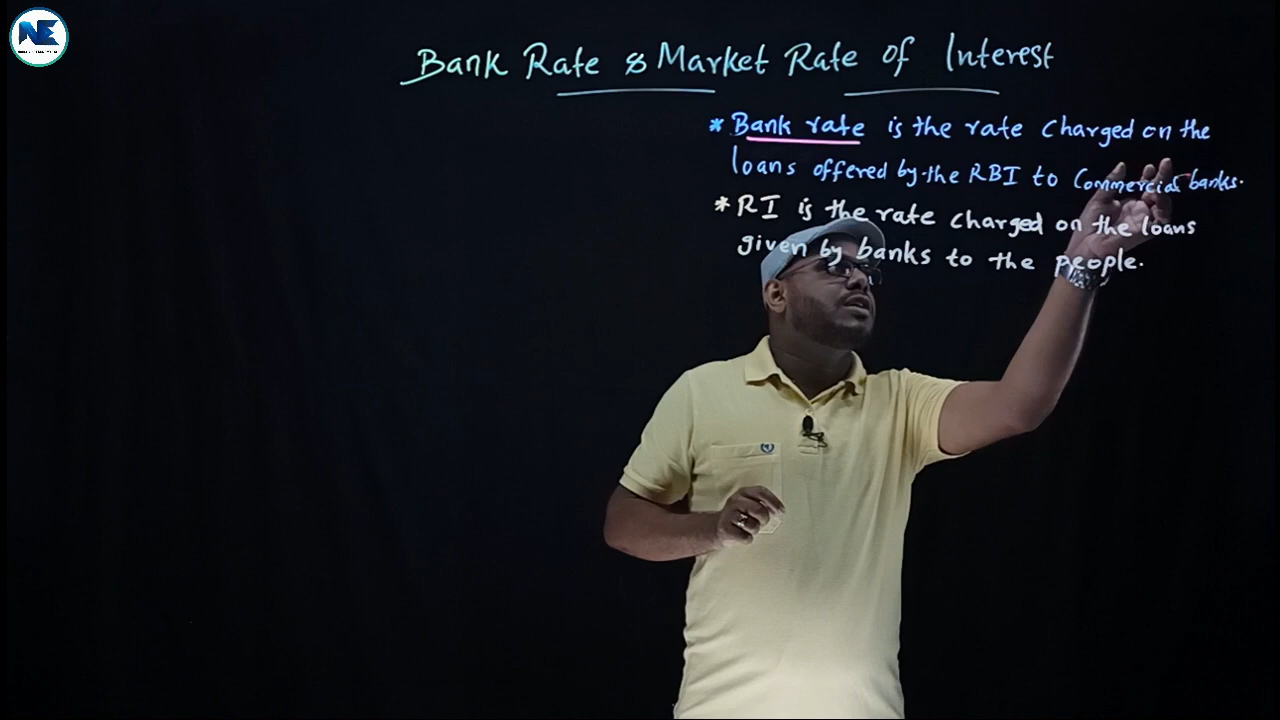 NE
Bank Rate & Market Rate of Interest
* Bank rate is the rate charged on the
loans offered by the RBI to Commercial banks.
* RI is the rate charged on the loans
given by banks to the people.